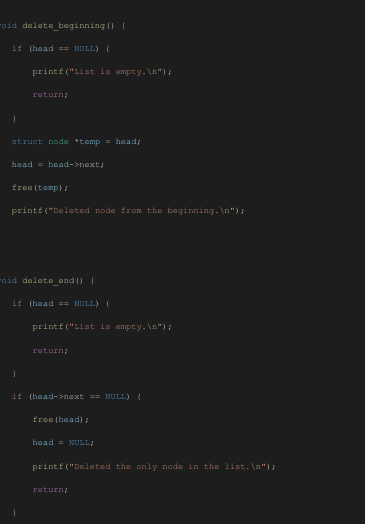 void delete_beginning() {
if (head == NULL) {
printf("List is empty.\n");
return;
}
struct node *temp = head;
head = head->next;
free(temp);
printf("Deleted node from the beginning.\n");
void delete_end() {
if (head == NULL) {
printf("List is empty.\n");
return;
}
if (head->next == NULL) {
free(head);
head = NULL;
printf("Deleted the only node in the list.\n");
return;
}